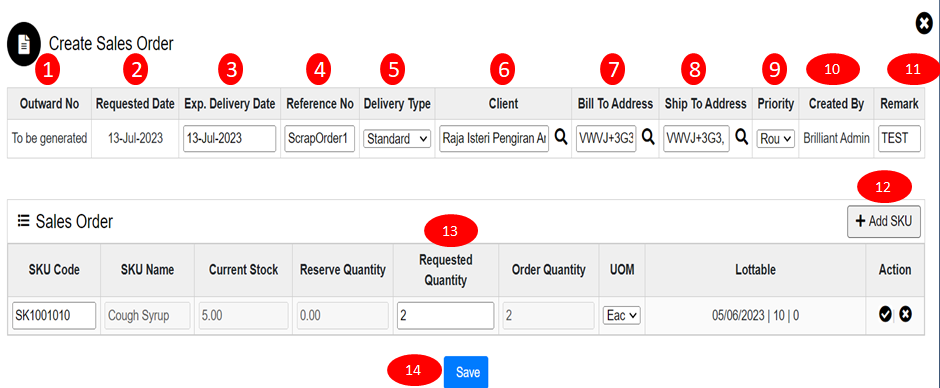 Create Sales Order
1 2 3 4 5 6 7 8 9 10 11
Outward No Requested Date Exp. Delivery Date Reference No Delivery Type Client Bill To Address Ship To Address Priority Created By Remark
To be generated 13-Jul-2023 13-Jul-2023 ScrapOrder1 Standard Raja Isteri Pengiran VWVJ+3G3 VWVJ+3G3, Rou Brilliant Admin TEST
12
Sales Order + Add SKU
13
SKU Code SKU Name Current Stock Reserve Quantity Requested Quantity Order Quantity UOM Lottable Action
SK1001010 Cough Syrup 5.00 0.00 2 2 Eac 05/06/2023 | 10 | 0
14 Save